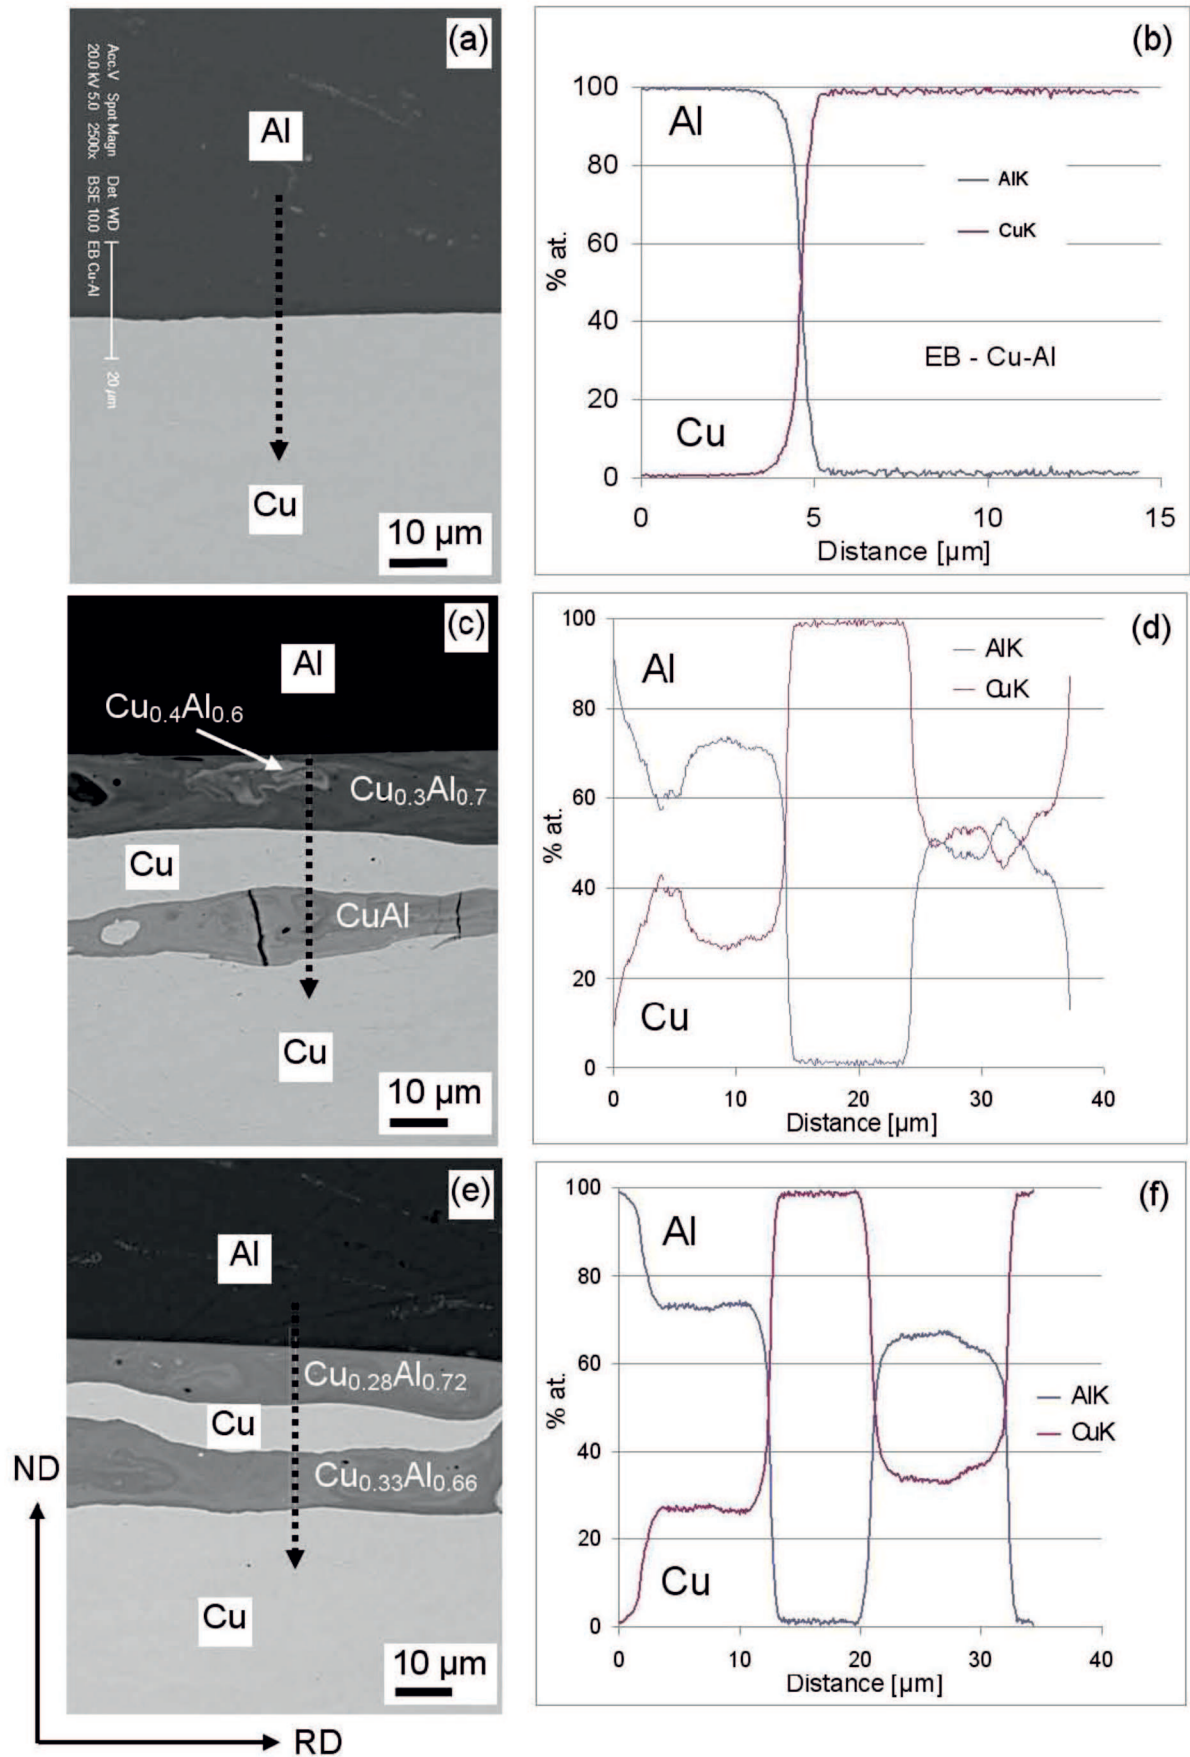 (a)
Acc.V Spot Magn Det WD
20.0 kV 5.0 2500x BSE 10.0 EB Cu-Al
20 µm
Al
Cu
10 µm
(b)
100
80
60
40
20
0
% at.
Al
Cu
AlK
CuK
EB - Cu-Al
0 5 10 15
Distance [µm]
(c)
Al
Cu0.4Al0.6
Cu0.3Al0.7
Cu
CuAl
Cu
10 µm
(d)
100
80
60
40
20
0
% at.
Al
Cu
AlK
CuK
0 10 20 30 40
Distance [µm]
(e)
Al
Cu0.28Al0.72
Cu
Cu0.33Al0.66
Cu
10 µm
ND
RD
(f)
100
80
60
40
20
0
% at.
Al
Cu
AlK
CuK
0 10 20 30 40
Distance [µm]